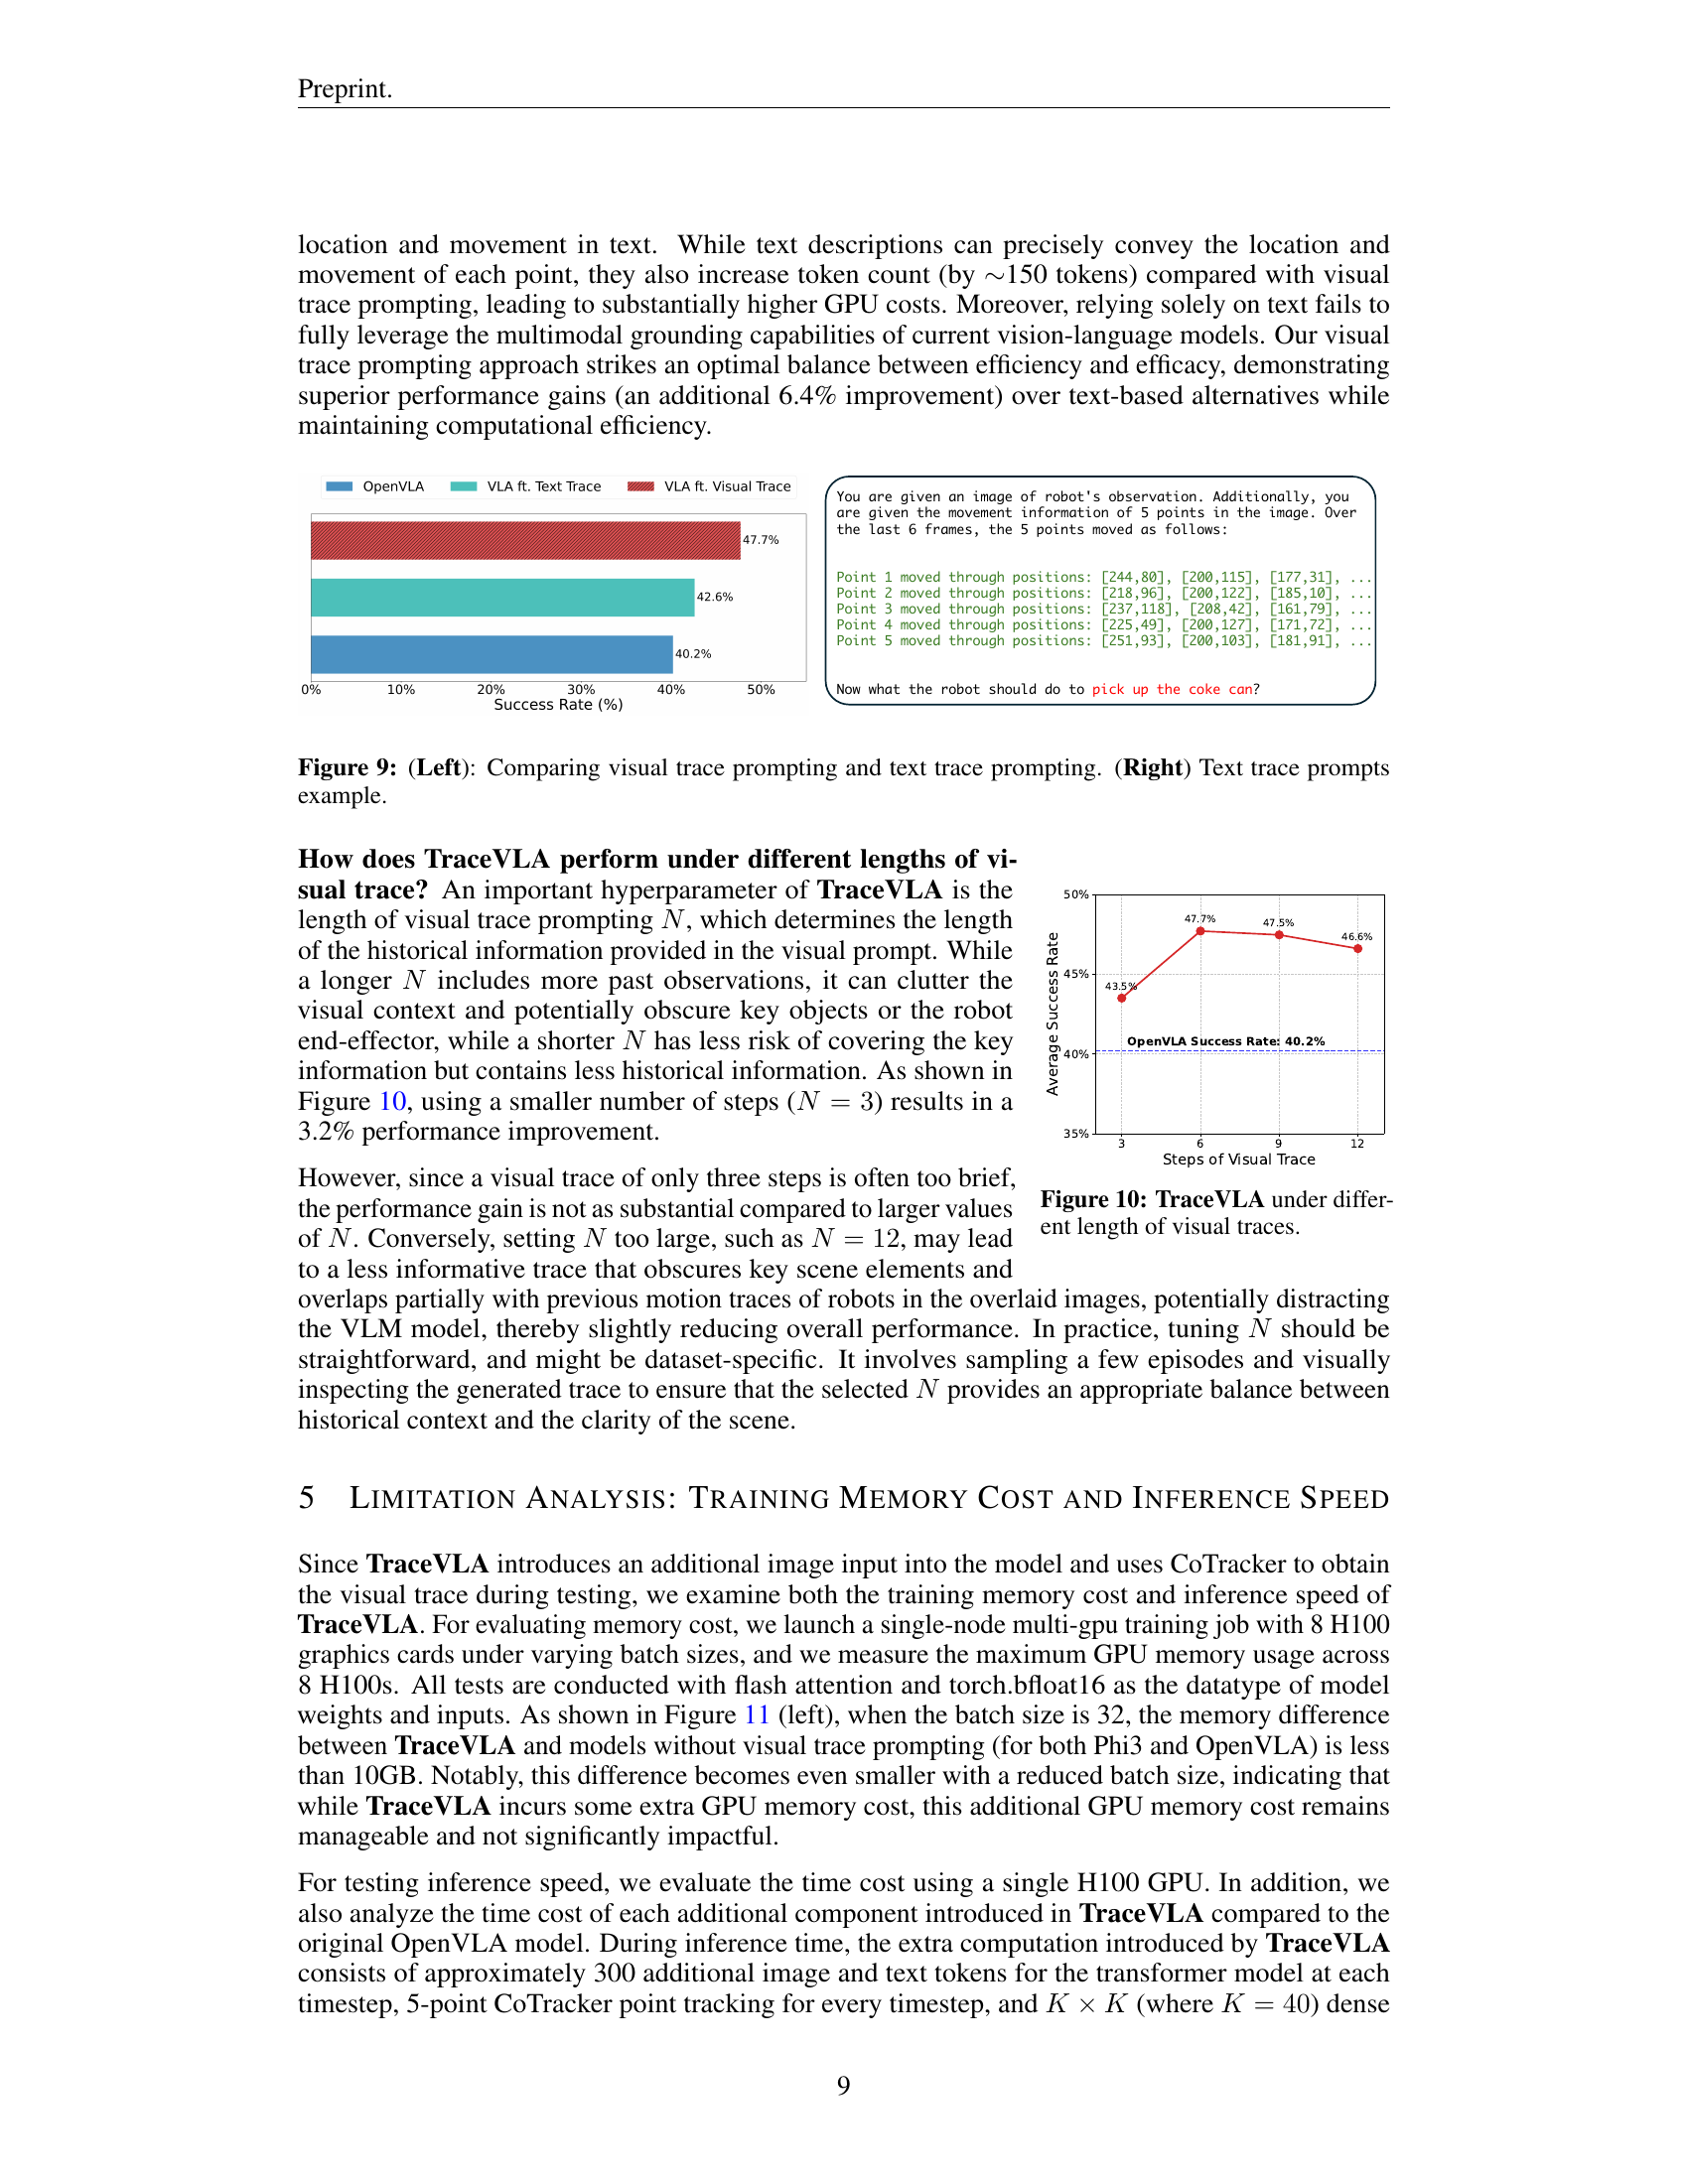 Preprint.
location and movement in text. While text descriptions can precisely convey the location and
movement of each point, they also increase token count (by ∼150 tokens) compared with visual
trace prompting, leading to substantially higher GPU costs. Moreover, relying solely on text fails to
fully leverage the multimodal grounding capabilities of current vision-language models. Our visual
trace prompting approach strikes an optimal balance between efficiency and efficacy, demonstrating
superior performance gains (an additional 6.4% improvement) over text-based alternatives while
maintaining computational efficiency.
OpenVLA VLA ft. Text Trace VLA ft. Visual Trace
47.7%
42.6%
40.2%
0% 10% 20% 30% 40% 50%
Success Rate (%)
You are given an image of robot's observation. Additionally, you
are given the movement information of 5 points in the image. Over
the last 6 frames, the 5 points moved as follows:
Point 1 moved through positions: [244,80], [200,115], [177,31], ...
Point 2 moved through positions: [218,96], [200,122], [185,10], ...
Point 3 moved through positions: [237,118], [208,42], [161,79], ...
Point 4 moved through positions: [225,49], [200,127], [171,72], ...
Point 5 moved through positions: [251,93], [200,103], [181,91], ...
Now what the robot should do to pick up the coke can?
Figure 9: (Left): Comparing visual trace prompting and text trace prompting. (Right) Text trace prompts
example.
How does TraceVLA perform under different lengths of vi-
sual trace? An important hyperparameter of TraceVLA is the
length of visual trace prompting N, which determines the length
of the historical information provided in the visual prompt. While
a longer N includes more past observations, it can clutter the
visual context and potentially obscure key objects or the robot
end-effector, while a shorter N has less risk of covering the key
information but contains less historical information. As shown in
Figure 10, using a smaller number of steps (N = 3) results in a
3.2% performance improvement.
However, since a visual trace of only three steps is often too brief,
the performance gain is not as substantial compared to larger values
of N. Conversely, setting N too large, such as N = 12, may lead
to a less informative trace that obscures key scene elements and
50%
45%
40%
35%
Average Success Rate
43.5%
47.7%
47.5%
46.6%
OpenVLA Success Rate: 40.2%
3 6 9 12
Steps of Visual Trace
Figure 10: TraceVLA under differ-
ent length of visual traces.
overlaps partially with previous motion traces of robots in the overlaid images, potentially distracting
the VLM model, thereby slightly reducing overall performance. In practice, tuning N should be
straightforward, and might be dataset-specific. It involves sampling a few episodes and visually
inspecting the generated trace to ensure that the selected N provides an appropriate balance between
historical context and the clarity of the scene.
5 LIMITATION ANALYSIS: TRAINING MEMORY COST AND INFERENCE SPEED
Since TraceVLA introduces an additional image input into the model and uses CoTracker to obtain
the visual trace during testing, we examine both the training memory cost and inference speed of
TraceVLA. For evaluating memory cost, we launch a single-node multi-gpu training job with 8 H100
graphics cards under varying batch sizes, and we measure the maximum GPU memory usage across
8 H100s. All tests are conducted with flash attention and torch.bfloat16 as the datatype of model
weights and inputs. As shown in Figure 11 (left), when the batch size is 32, the memory difference
between TraceVLA and models without visual trace prompting (for both Phi3 and OpenVLA) is less
than 10GB. Notably, this difference becomes even smaller with a reduced batch size, indicating that
while TraceVLA incurs some extra GPU memory cost, this additional GPU memory cost remains
manageable and not significantly impactful.
For testing inference speed, we evaluate the time cost using a single H100 GPU. In addition, we
also analyze the time cost of each additional component introduced in TraceVLA compared to the
original OpenVLA model. During inference time, the extra computation introduced by TraceVLA
consists of approximately 300 additional image and text tokens for the transformer model at each
timestep, 5-point CoTracker point tracking for every timestep, and K × K (where K = 40) dense
9